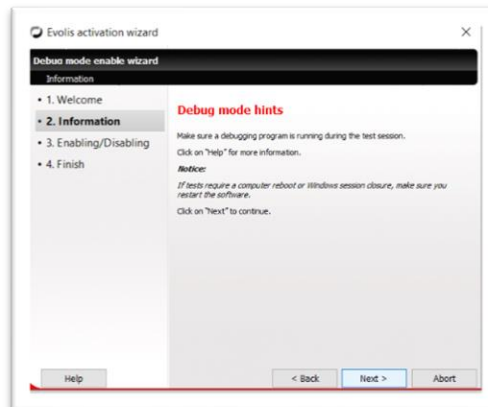 Evolis activation wizard
Debug mode enable wizard
Information
• 1. Welcome
• 2. Information
• 3. Enabling/Disabling
• 4. Finish
Debug mode hints
Make sure a debugging program is running during the test session.
Click on "Help" for more information.
Notice:
If tests require a computer reboot or Windows session closure, make sure you
restart the software.
Click on "Next" to continue.
Help
< Back
Next >
Abort